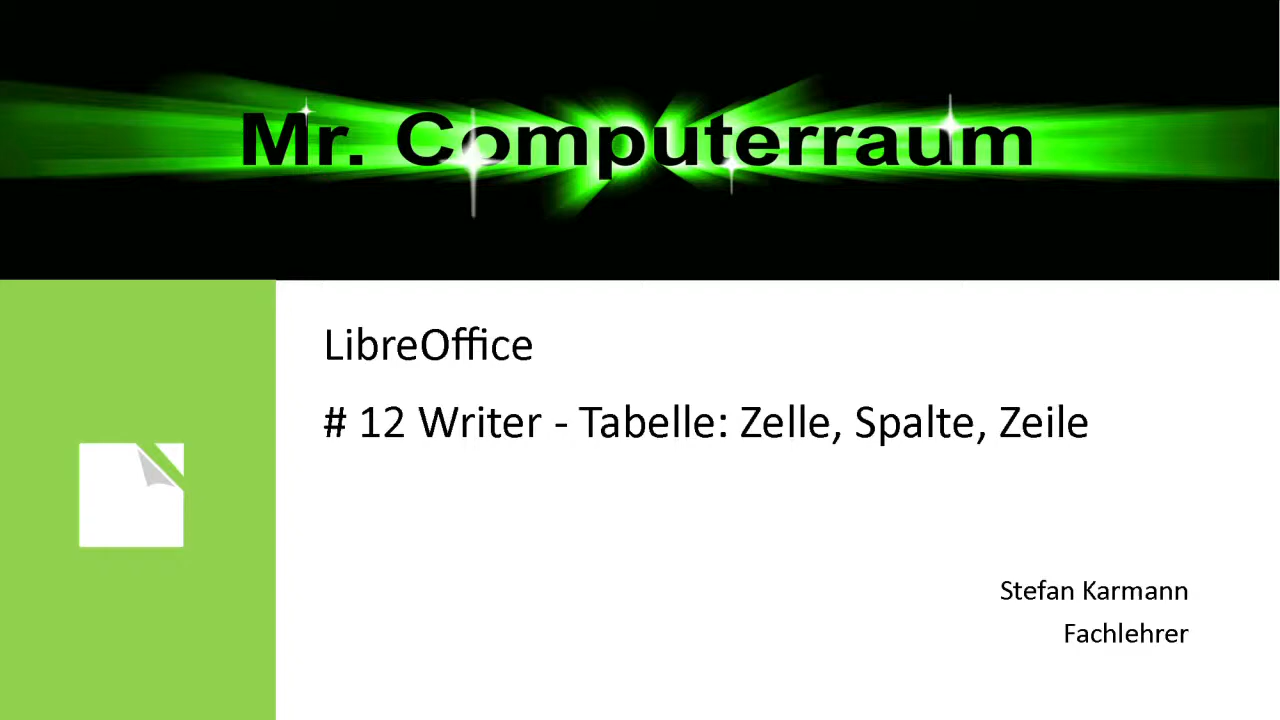 Mr. Computerraum
LibreOffice
# 12 Writer - Tabelle: Zelle, Spalte, Zeile
Stefan Karmann
Fachlehrer